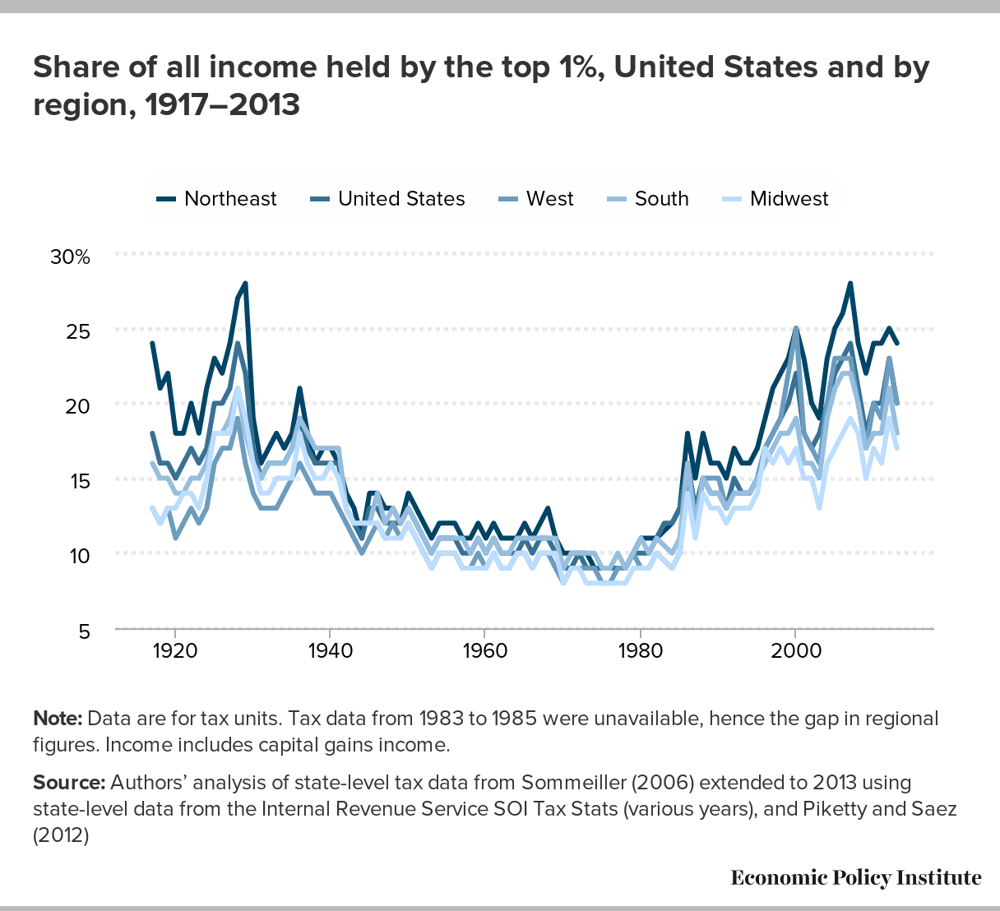 Share of all income held by the top 1%, United States and by
region, 1917–2013
Northeast United States West South Midwest
30%
25
20
15
10
5
1920 1940 1960 1980 2000
Note: Data are for tax units. Tax data from 1983 to 1985 were unavailable, hence the gap in regional
figures. Income includes capital gains income.
Source: Authors’ analysis of state-level tax data from Sommeiller (2006) extended to 2013 using
state-level data from the Internal Revenue Service SOI Tax Stats (various years), and Piketty and Saez
(2012)
Economic Policy Institute